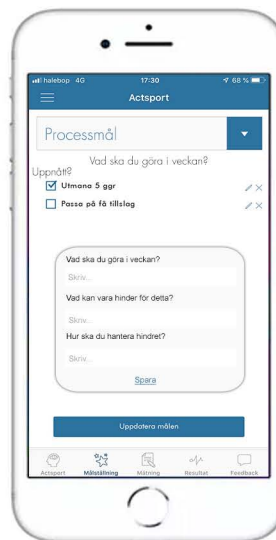 halebop 4G 17:30 68 %
Actsport
Processmål
Vad ska du göra i veckan?
Uppnått?
Utmana 5 ggr
Passa på få tillslag
Vad ska du göra i veckan?
Skriv...
Vad kan vara hinder för detta?
Skriv...
Hur ska du hantera hindret?
Skriv...
Spara
Uppdatera målen
Actsport Målställning Mätning Resultat Feedback